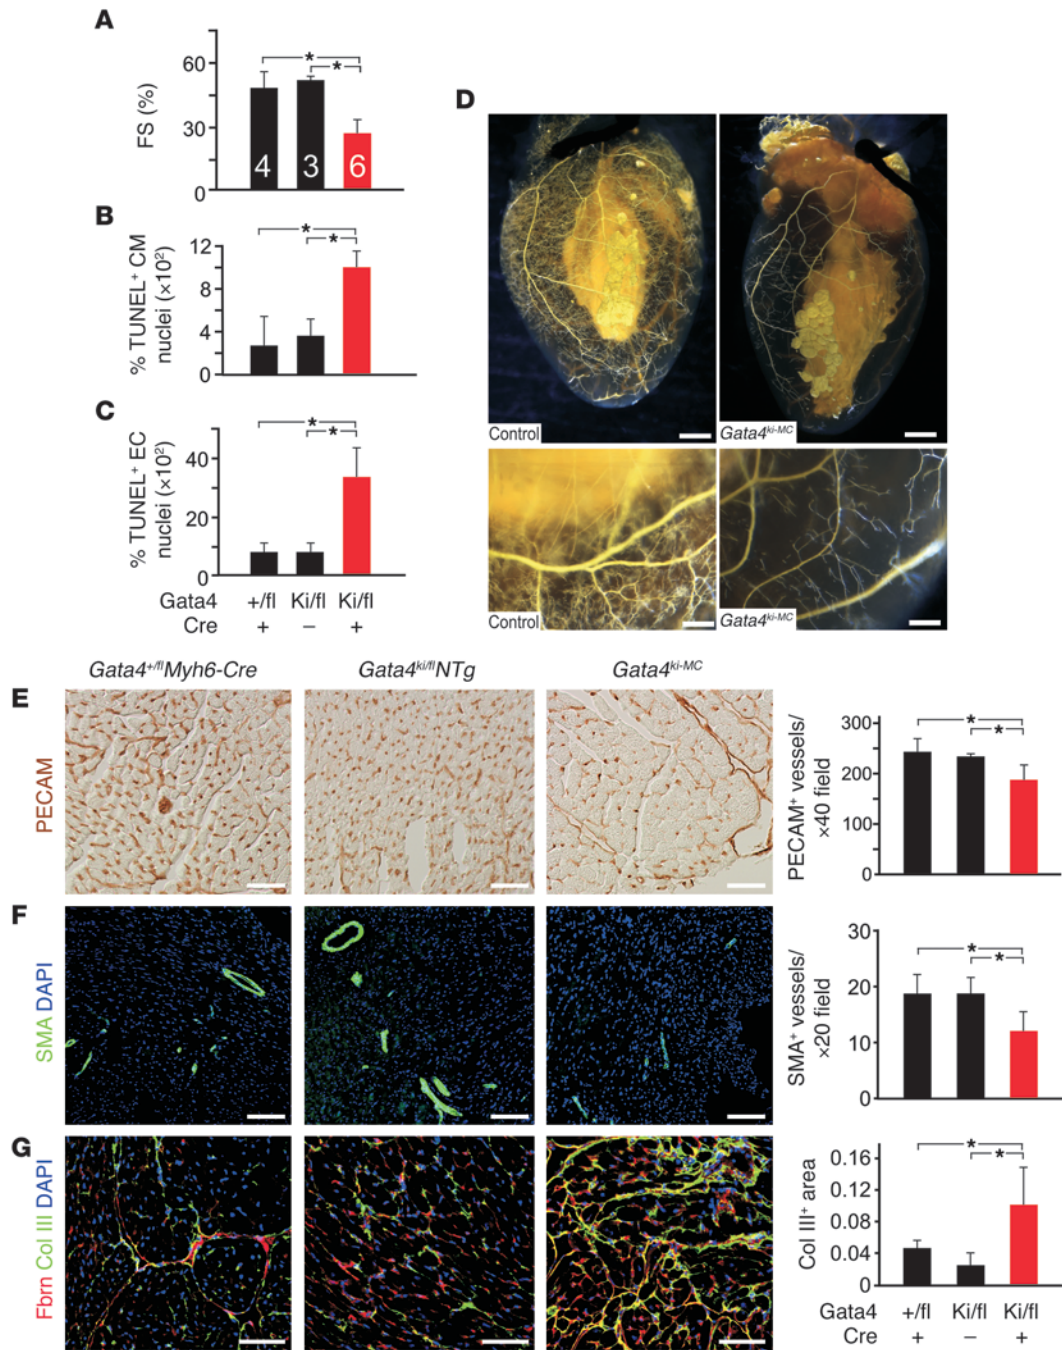 A
FS (%)
60
30
0
4
3
6
*
*
B
% TUNEL⁺ CM
nuclei (×10²)
12
8
4
0
*
*
C
% TUNEL⁺ EC
nuclei (×10²)
40
20
0
*
*
Gata4 +/fl Ki/fl Ki/fl
Cre + – +
D
Control
Gata4ki-MC
Control
Gata4ki-MC
Gata4+/flMyh6-Cre
Gata4ki/flNTg
Gata4ki-MC
E
PECAM
PECAM⁺ vessels/
×40 field
300
200
100
0
*
*
F
SMA DAPI
SMA⁺ vessels/
×20 field
30
20
10
0
*
*
G
Fbrn Col III DAPI
Col III⁺ area
0.16
0.12
0.08
0.04
0
*
*
Gata4 +/fl Ki/fl Ki/fl
Cre + – +